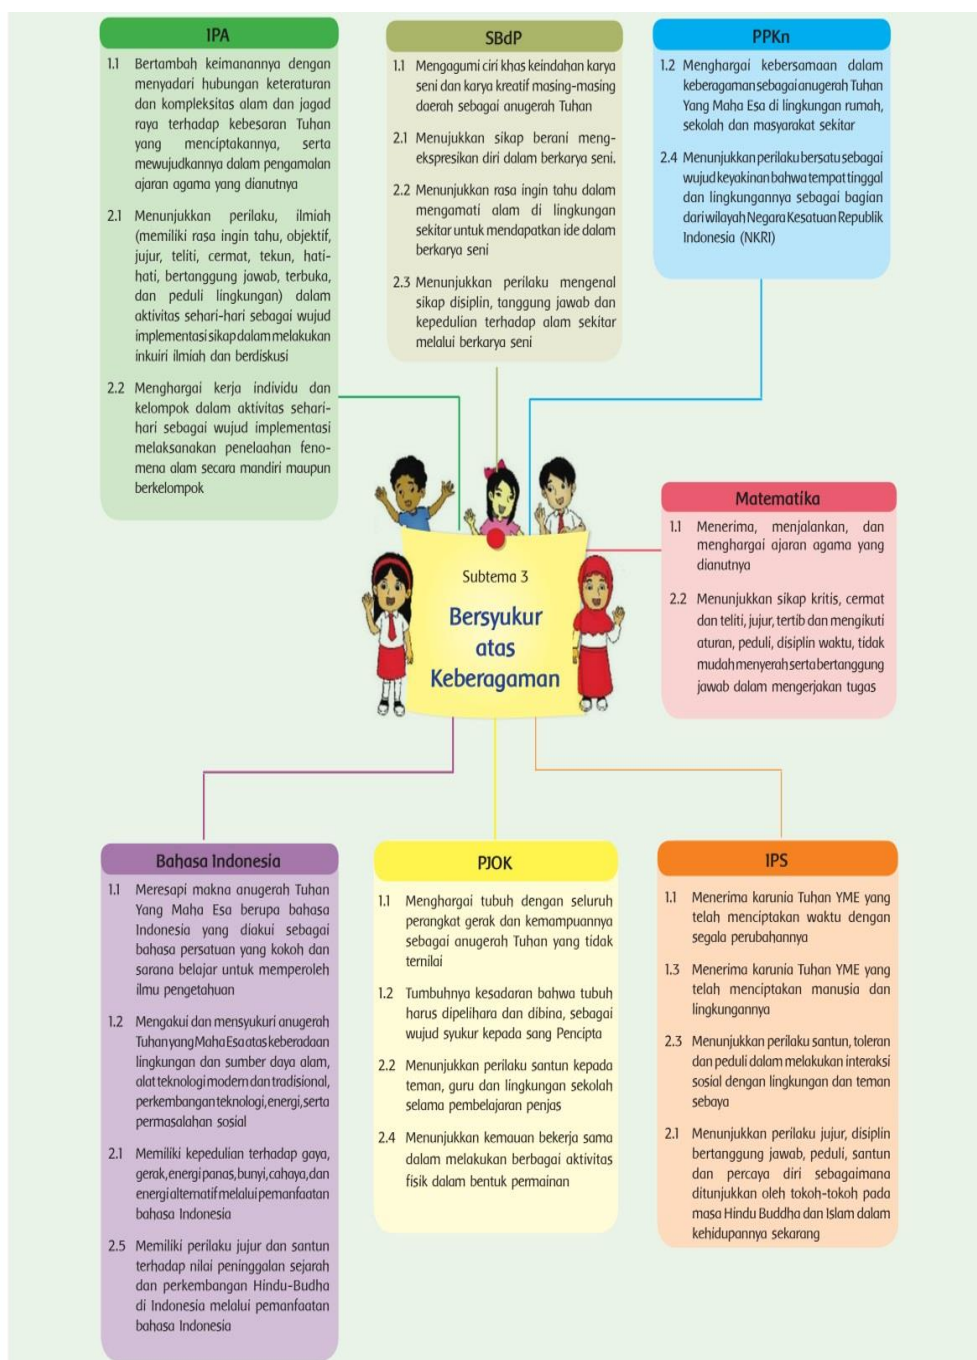 IPA
1.1 Bertambah keimanannya dengan
menyadari hubungan keteraturan
dan kompleksitas alam dan jagad
raya terhadap kebesaran Tuhan
yang menciptakannya, serta
mewujudkannya dalam pengamalan
ajaran agama yang dianutnya
2.1 Menunjukkan perilaku, ilmiah
(memiliki rasa ingin tahu, objektif,
jujur, teliti, cermat, tekun, hati-
hati, bertanggung jawab, terbuka,
dan peduli lingkungan) dalam
aktivitas sehari-hari sebagai wujud
implementasi sikap dalam melakukan
inkuiri ilmiah dan berdiskusi
2.2 Menghargai kerja individu dan
kelompok dalam aktivitas sehari-
hari sebagai wujud implementasi
melaksanakan penelaahan feno-
mena alam secara mandiri maupun
berkelompok
SBdP
1.1 Mengagumi ciri khas keindahan karya
seni dan karya kreatif masing-masing
daerah sebagai anugerah Tuhan
2.1 Menujukkan sikap berani meng-
ekspresikan diri dalam berkarya seni.
2.2 Menunjukkan rasa ingin tahu dalam
mengamati alam di lingkungan
sekitar untuk mendapatkan ide dalam
berkarya seni
2.3 Menunjukkan perilaku mengenal
sikap disiplin, tanggung jawab dan
kepedulian terhadap alam sekitar
melalui berkarya seni
PPKn
1.2 Menghargai kebersamaan dalam
keberagaman sebagai anugerah Tuhan
Yang Maha Esa di lingkungan rumah,
sekolah dan masyarakat sekitar
2.4 Menunjukkan perilaku bersatu sebagai
wujud keyakinan bahwa tempat tinggal
dan lingkungannya sebagai bagian
dari wilayah Negara Kesatuan Republik
Indonesia (NKRI)
Matematika
1.1 Menerima, menjalankan, dan
menghargai ajaran agama yang
dianutnya
2.2 Menunjukkan sikap kritis, cermat
dan teliti, jujur, tertib dan mengikuti
aturan, peduli, disiplin waktu, tidak
mudah menyerah serta bertanggung
jawab dalam mengerjakan tugas
Subtema 3
Bersyukur
atas
Keberagaman
Bahasa Indonesia
1.1 Meresapi makna anugerah Tuhan
Yang Maha Esa berupa bahasa
Indonesia yang diakui sebagai
bahasa persatuan yang kokoh dan
sarana belajar untuk memperoleh
ilmu pengetahuan
1.2 Mengakui dan mensyukuri anugerah
Tuhan yang Maha Esa atas keberadaan
lingkungan dan sumber daya alam,
alat teknologi modern dan tradisional,
perkembangan teknologi, energi, serta
permasalahan sosial
2.1 Memiliki kepedulian terhadap gaya,
gerak, energi panas, bunyi, cahaya, dan
energi alternatif melalui pemanfaatan
bahasa Indonesia
2.5 Memiliki perilaku jujur dan santun
terhadap nilai peninggalan sejarah
dan perkembangan Hindu-Budha
di Indonesia melalui pemanfaatan
bahasa Indonesia
PJOK
1.1 Menghargai tubuh dengan seluruh
perangkat gerak dan kemampuannya
sebagai anugerah Tuhan yang tidak
ternilai
1.2 Tumbuhnya kesadaran bahwa tubuh
harus dipelihara dan dibina, sebagai
wujud syukur kepada sang Pencipta
2.2 Menunjukkan perilaku santun kepada
teman, guru dan lingkungan sekolah
selama pembelajaran penjas
2.4 Menunjukkan kemauan bekerja sama
dalam melakukan berbagai aktivitas
fisik dalam bentuk permainan
IPS
1.1 Menerima karunia Tuhan YME yang
telah menciptakan waktu dengan
segala perubahannya
1.3 Menerima karunia Tuhan YME yang
telah menciptakan manusia dan
lingkungannya
2.3 Menunjukkan perilaku santun, toleran
dan peduli dalam melakukan interaksi
sosial dengan lingkungan dan teman
sebaya
2.1 Menunjukkan perilaku jujur, disiplin
bertanggung jawab, peduli, santun
dan percaya diri sebagaimana
ditunjukkan oleh tokoh-tokoh pada
masa Hindu Buddha dan Islam dalam
kehidupannya sekarang